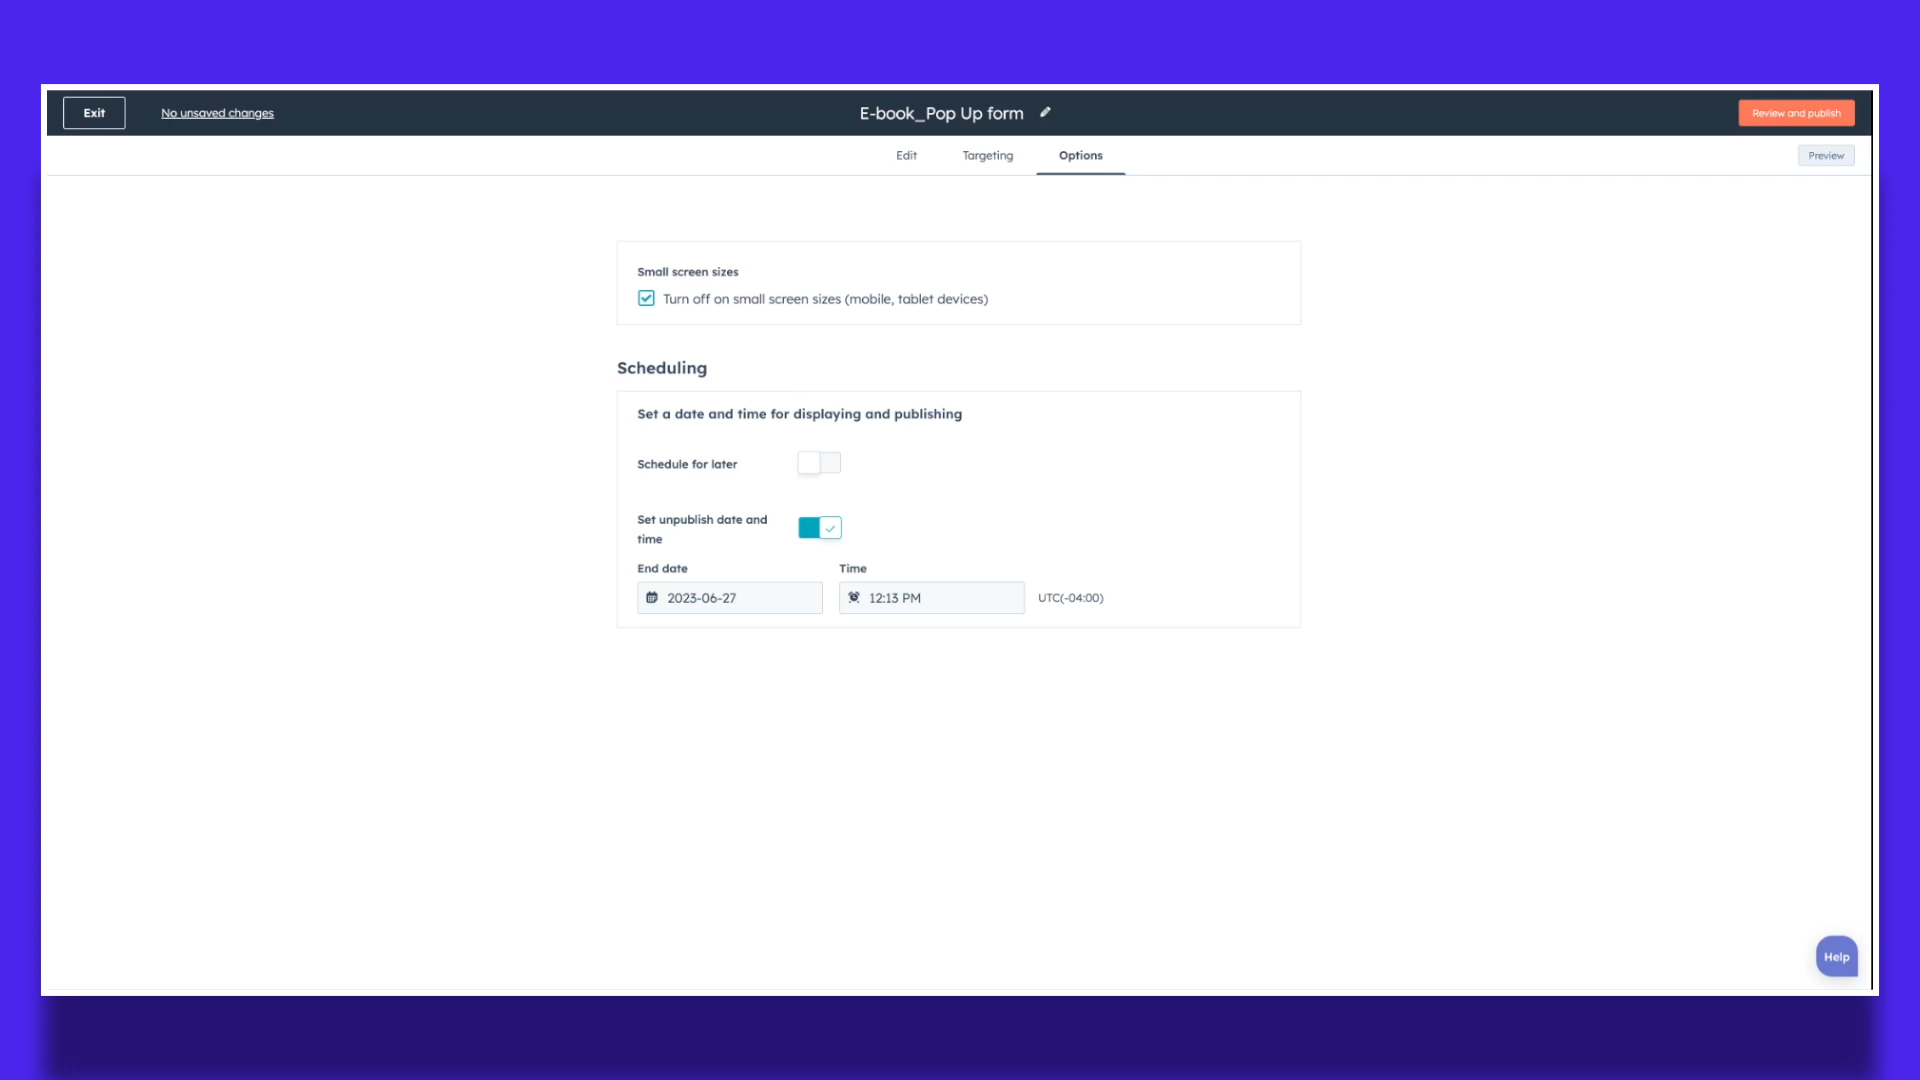 Exit
No unsaved changes
E-book_Pop Up form
Review and publish
Edit
Targeting
Options
Preview
Small screen sizes
Turn off on small screen sizes (mobile, tablet devices)
Scheduling
Set a date and time for displaying and publishing
Schedule for later
Set unpublish date and
time
End date
Time
2023-06-27
12:13 PM
UTC(-04:00)
Help